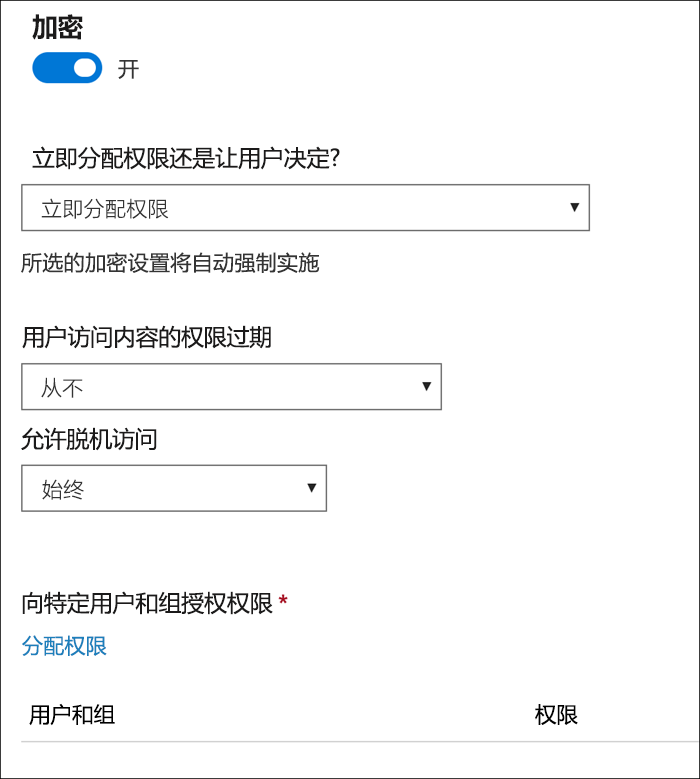 加密
开
立即分配权限还是让用户决定?
立即分配权限
所选的加密设置将自动强制实施
用户访问内容的权限过期
从不
允许脱机访问
始终
向特定用户和组授权权限 *
分配权限
用户和组 权限